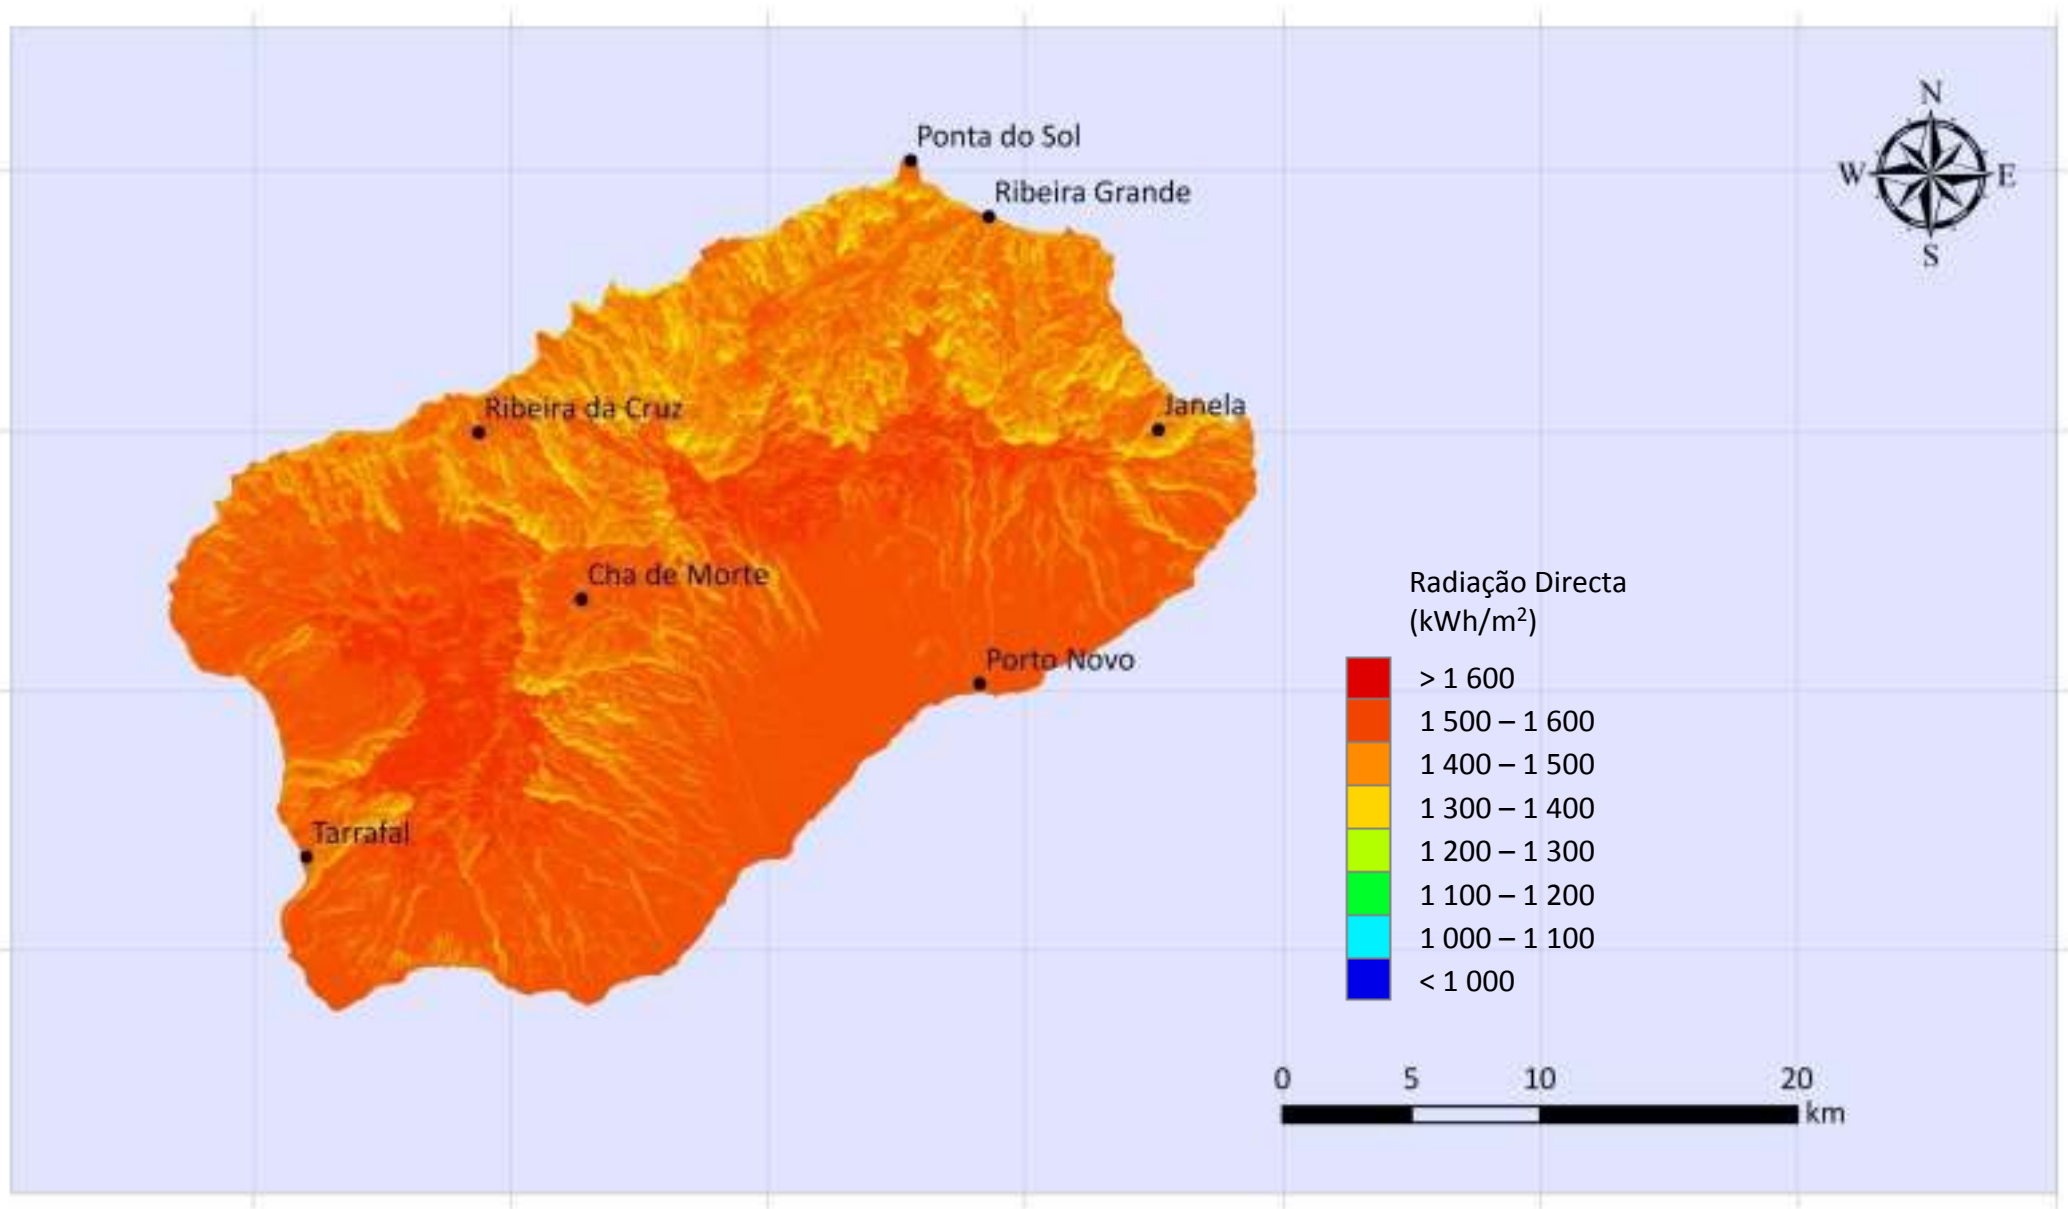 N
W E
S
Ponta do Sol
Ribeira Grande
Ribeira da Cruz
Janela
Cha de Morte
Porto Novo
Tarrafal
Radiação Directa
(kWh/m²)
> 1 600
1 500 – 1 600
1 400 – 1 500
1 300 – 1 400
1 200 – 1 300
1 100 – 1 200
1 000 – 1 100
< 1 000
0 5 10 20
km